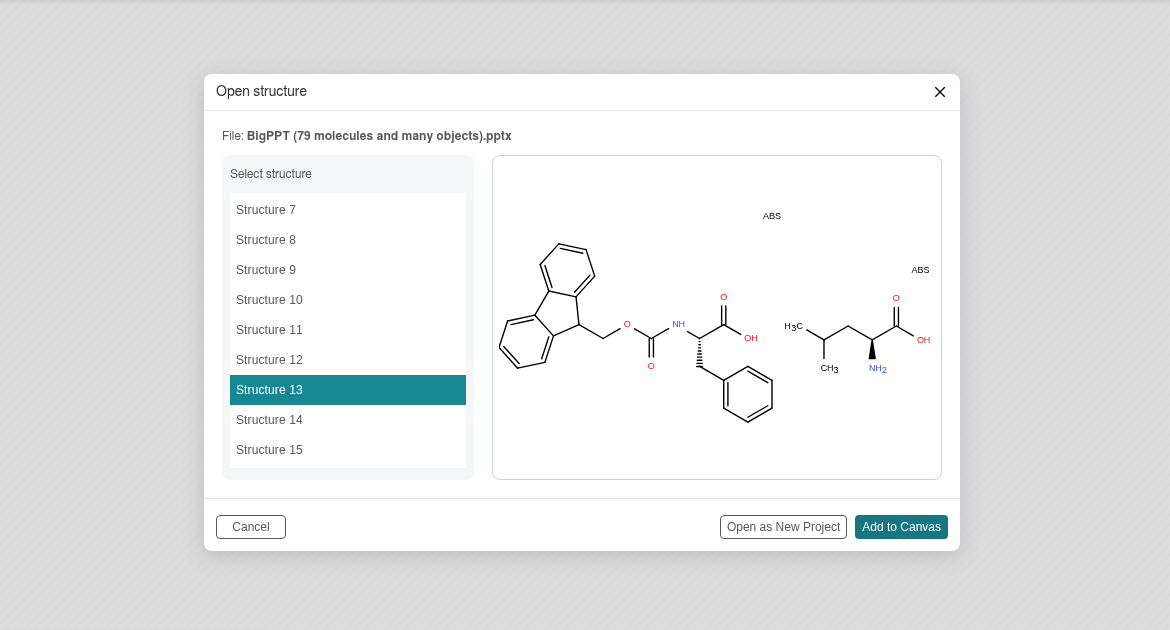 Open structure
File: BigPPT (79 molecules and many objects).pptx
Select structure
Structure 7
Structure 8
Structure 9
Structure 10
Structure 11
Structure 12
Structure 13
Structure 14
Structure 15
ABS
ABS
O
O
O
NH
H3C
OH
OH
O
CH3
NH2
Cancel
Open as New Project
Add to Canvas